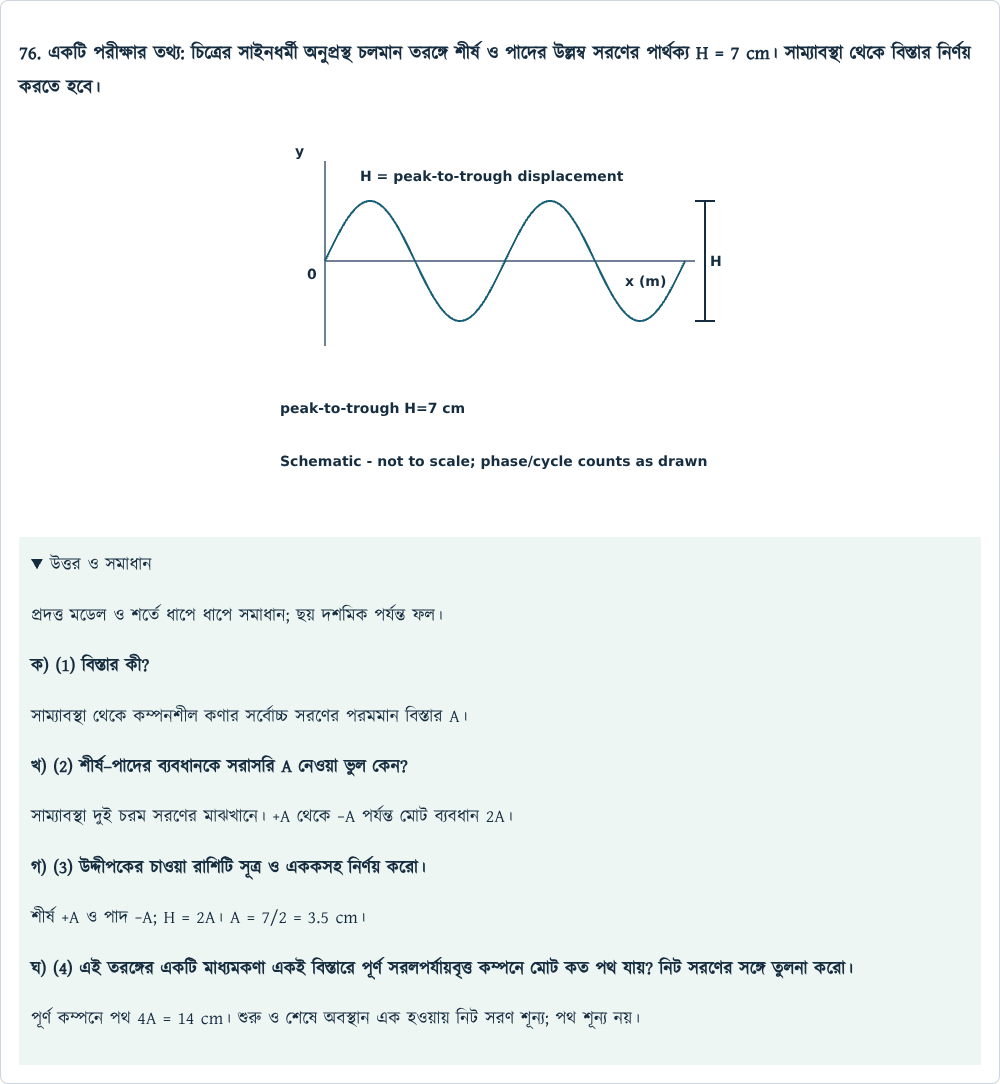 76. একটি পরীক্ষার তথ্য: চিত্রের সাইনধর্মী অনুপ্রস্থ চলমান তরঙ্গে শীর্ষ ও পাদের উল্লম্ব সরণের পার্থক্য H = 7 cm। সাম্যাবস্থা থেকে বিস্তার নির্ণয়
করতে হবে।
y
H = peak-to-trough displacement
0
x (m)
H
peak-to-trough H=7 cm
Schematic - not to scale; phase/cycle counts as drawn
▼ উত্তর ও সমাধান
প্রদত্ত মডেল ও শর্তে ধাপে ধাপে সমাধান; ছয় দশমিক পর্যন্ত ফল।
ক) (1) বিস্তার কী?
সাম্যাবস্থা থেকে কম্পনশীল কণার সর্বোচ্চ সরণের পরমমান বিস্তার A।
খ) (2) শীর্ষ–পাদের ব্যবধানকে সরাসরি A নেওয়া ভুল কেন?
সাম্যাবস্থা দুই চরম সরণের মাঝখানে। +A থেকে −A পর্যন্ত মোট ব্যবধান 2A।
গ) (3) উদ্দীপকের চাওয়া রাশিটি সূত্র ও এককসহ নির্ণয় করো।
শীর্ষ +A ও পাদ −A; H = 2A। A = 7/2 = 3.5 cm।
ঘ) (4) এই তরঙ্গের একটি মাধ্যমকণা একই বিস্তারে পূর্ণ সরলপর্যায়বৃত্ত কম্পনে মোট কত পথ যায়? নিট সরণের সঙ্গে তুলনা করো।
পূর্ণ কম্পনে পথ 4A = 14 cm। শুরু ও শেষে অবস্থান এক হওয়ায় নিট সরণ শূন্য; পথ শূন্য নয়।